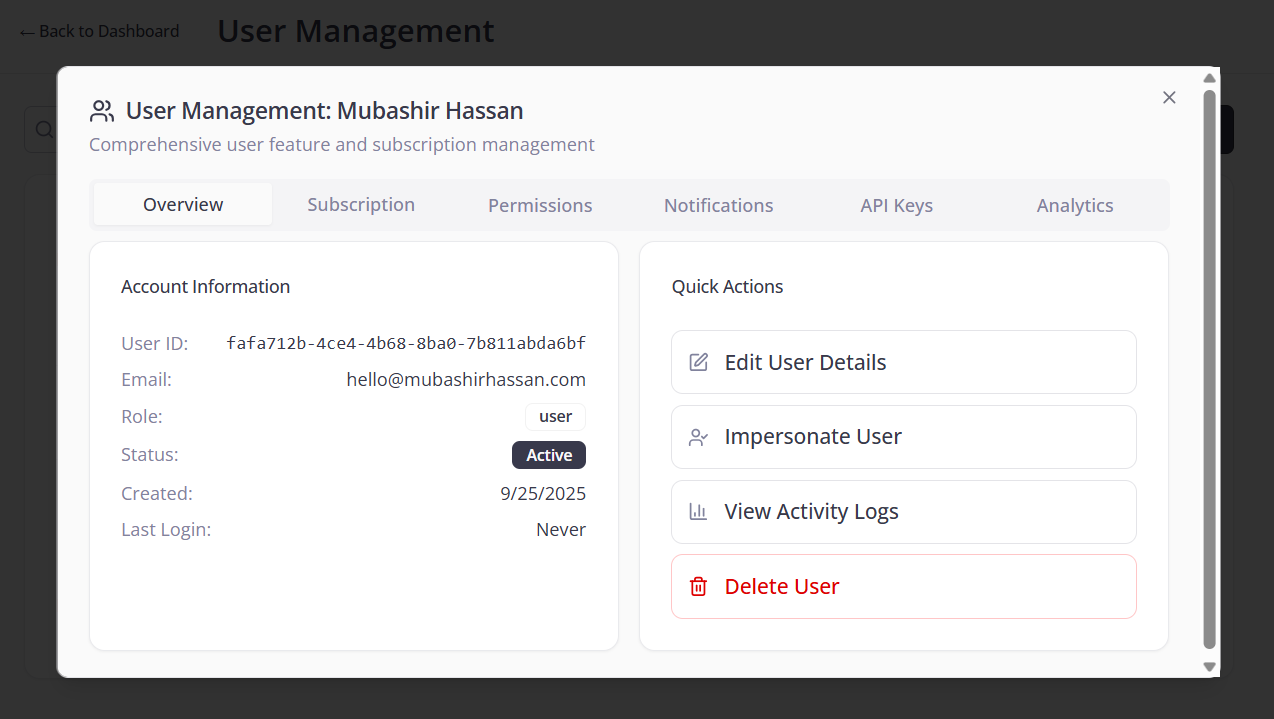 ← Back to Dashboard
User Management
User Management: Mubashir Hassan
Comprehensive user feature and subscription management
Overview
Subscription
Permissions
Notifications
API Keys
Analytics
Account Information
User ID: fafa712b-4ce4-4b68-8ba0-7b811abda6bf
Email: hello@mubashirhassan.com
Role: user
Status: Active
Created: 9/25/2025
Last Login: Never
Quick Actions
Edit User Details
Impersonate User
View Activity Logs
Delete User